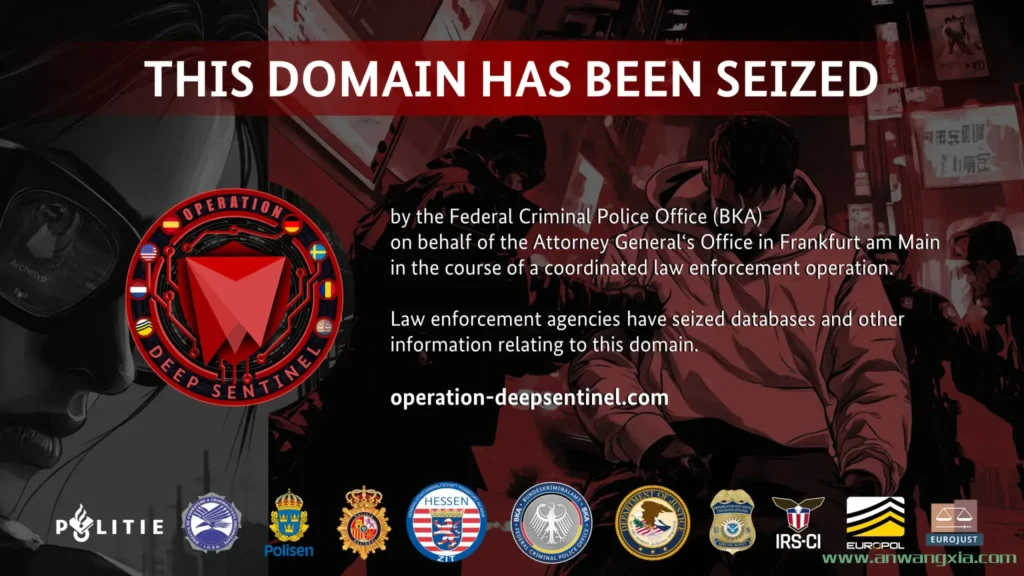 THIS DOMAIN HAS BEEN SEIZED
Archetyp
OPERATION
DEEP SENTINEL
by the Federal Criminal Police Office (BKA)
on behalf of the Attorney General‘s Office in Frankfurt am Main
in the course of a coordinated law enforcement operation.
Law enforcement agencies have seized databases and other
information relating to this domain.
operation-deepsentinel.com
POLITIE
Polisen
HESSEN
ZIT
BUNDESKRIMINALAMT
BKA
BKA
FEDERAL CRIMINAL POLICE OFFICE
DEPARTMENT OF JUSTICE
IRS-CI
EUROPOL
EUROJUST
www.anwangxia.com